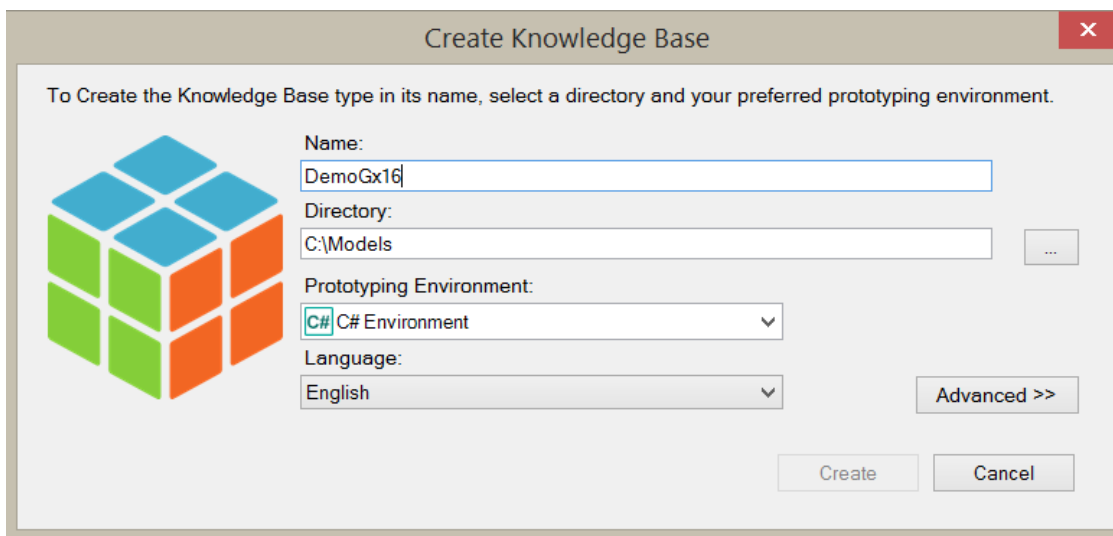 Create Knowledge Base
x
To Create the Knowledge Base type in its name, select a directory and your preferred prototyping environment.
Name:
DemoGx16
Directory:
C:\Models
...
Prototyping Environment:
C# C# Environment
Language:
English
Advanced >>
Create
Cancel